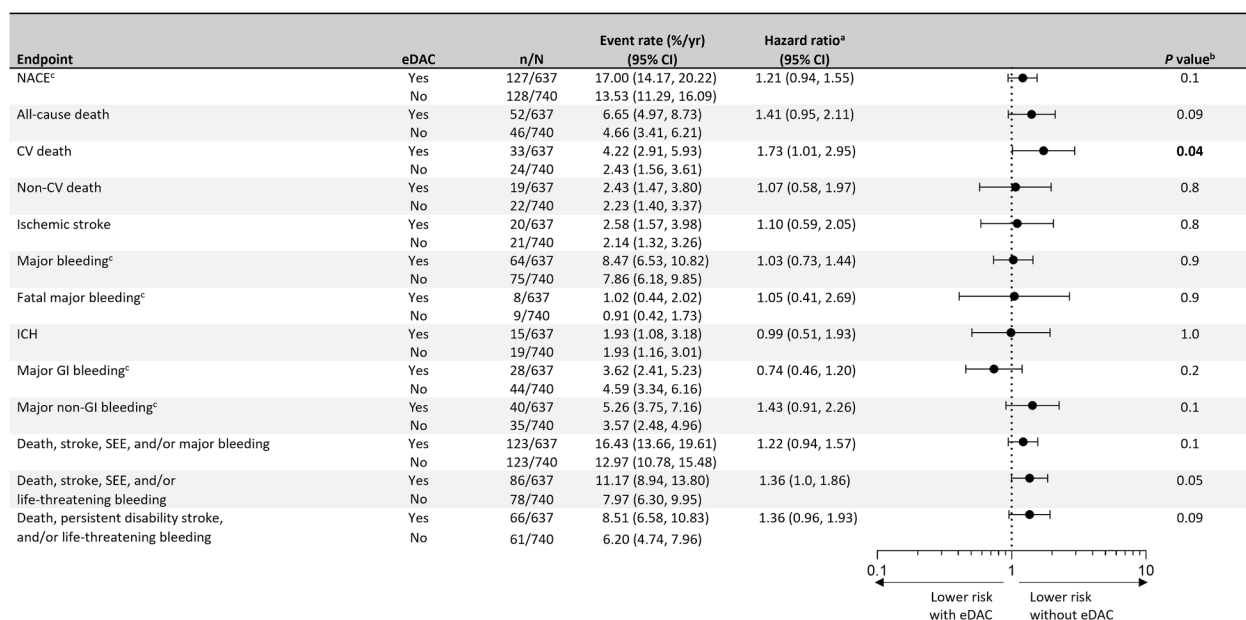 Event rate (%/yr) Hazard ratioᵃ
Endpoint eDAC n/N (95% CI) (95% CI) P valueᵇ
NACEᶜ Yes 127/637 17.00 (14.17, 20.22) 1.21 (0.94, 1.55) 0.1
No 128/740 13.53 (11.29, 16.09)
All-cause death Yes 52/637 6.65 (4.97, 8.73) 1.41 (0.95, 2.11) 0.09
No 46/740 4.66 (3.41, 6.21)
CV death Yes 33/637 4.22 (2.91, 5.93) 1.73 (1.01, 2.95) 0.04
No 24/740 2.43 (1.56, 3.61)
Non-CV death Yes 19/637 2.43 (1.47, 3.80) 1.07 (0.58, 1.97) 0.8
No 22/740 2.23 (1.40, 3.37)
Ischemic stroke Yes 20/637 2.58 (1.57, 3.98) 1.10 (0.59, 2.05) 0.8
No 21/740 2.14 (1.32, 3.26)
Major bleedingᶜ Yes 64/637 8.47 (6.53, 10.82) 1.03 (0.73, 1.44) 0.9
No 75/740 7.86 (6.18, 9.85)
Fatal major bleedingᶜ Yes 8/637 1.02 (0.44, 2.02) 1.05 (0.41, 2.69) 0.9
No 9/740 0.91 (0.42, 1.73)
ICH Yes 15/637 1.93 (1.08, 3.18) 0.99 (0.51, 1.93) 1.0
No 19/740 1.93 (1.16, 3.01)
Major GI bleedingᶜ Yes 28/637 3.62 (2.41, 5.23) 0.74 (0.46, 1.20) 0.2
No 44/740 4.59 (3.34, 6.16)
Major non-GI bleedingᶜ Yes 40/637 5.26 (3.75, 7.16) 1.43 (0.91, 2.26) 0.1
No 35/740 3.57 (2.48, 4.96)
Death, stroke, SEE, and/or major bleeding Yes 123/637 16.43 (13.66, 19.61) 1.22 (0.94, 1.57) 0.1
No 123/740 12.97 (10.78, 15.48)
Death, stroke, SEE, and/or Yes 86/637 11.17 (8.94, 13.80) 1.36 (1.0, 1.86) 0.05
life-threatening bleeding No 78/740 7.97 (6.30, 9.95)
Death, persistent disability stroke, Yes 66/637 8.51 (6.58, 10.83) 1.36 (0.96, 1.93) 0.09
and/or life-threatening bleeding No 61/740 6.20 (4.74, 7.96)
0.1 1 10
Lower risk Lower risk
with eDAC without eDAC